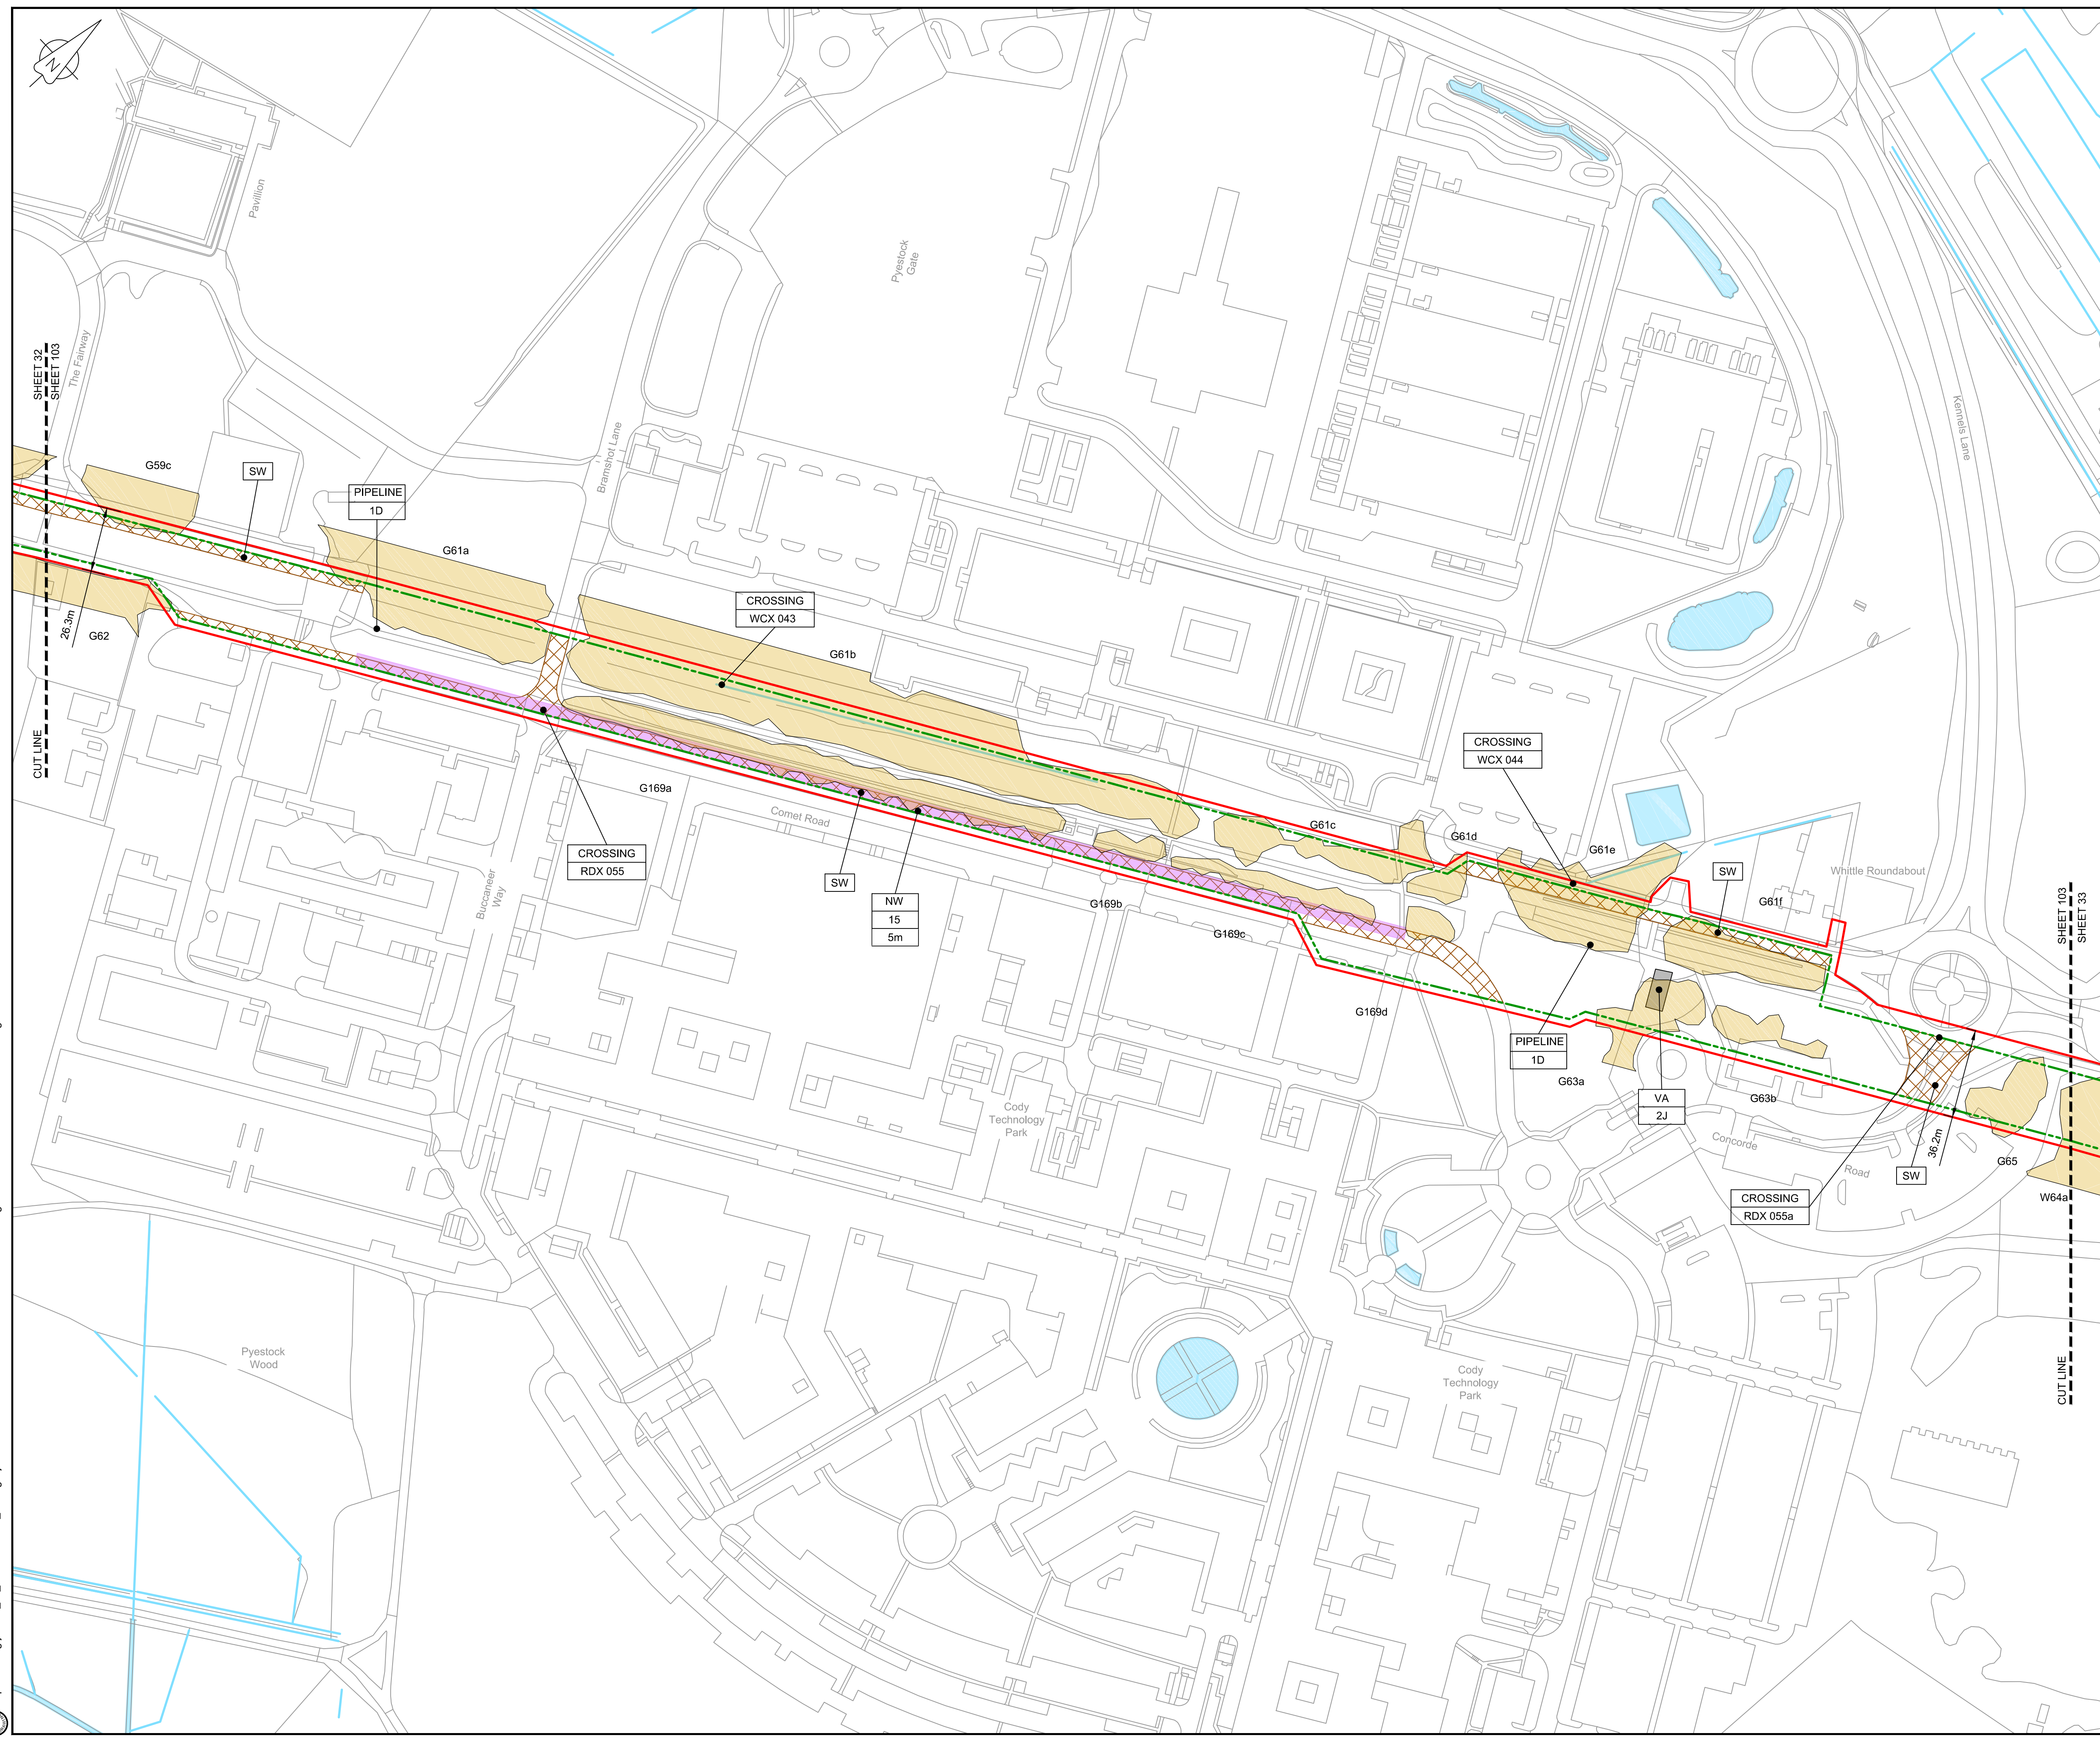 N
Pavillion
Pyestock
Gate
SHEET 32
SHEET 103
The Fairway
Bramshot Lane
Kennels Lane
G59c
SW
PIPELINE
1D
G61a
CROSSING
WCX 043
G61b
26.3m
G62
CUT LINE
G169a
Comet Road
CROSSING
WCX 044
G61c
G61d
G61e
CROSSING
RDX 055
SW
NW
15
5m
Buccaneer
Way
G169b
G169c
SW
G61f
Whittle Roundabout
SHEET 103
SHEET 33
G169d
PIPELINE
1D
G63a
VA
2J
G63b
Cody
Technology
Park
Concorde
Road
36.2m
SW
G65
W64a
CROSSING
RDX 055a
Pyestock
Wood
Cody
Technology
Park
CUT LINE